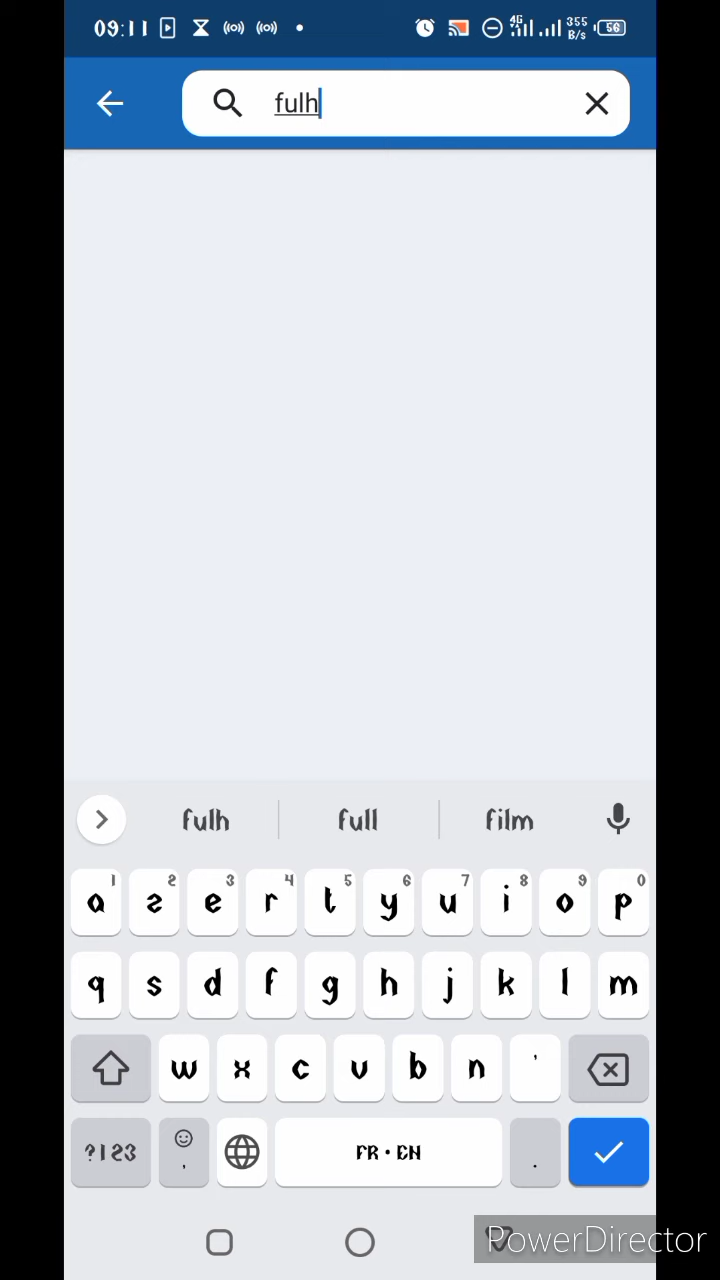 09:11 4G 355 B/s 56
fulh
fulh full film
a 1 z 2 e 3 r 4 t 5 y 6 u 7 i 8 o 9 p 0
q s d f g h j k l m
w x c v b n '
?123 , FR • EN .
PowerDirector